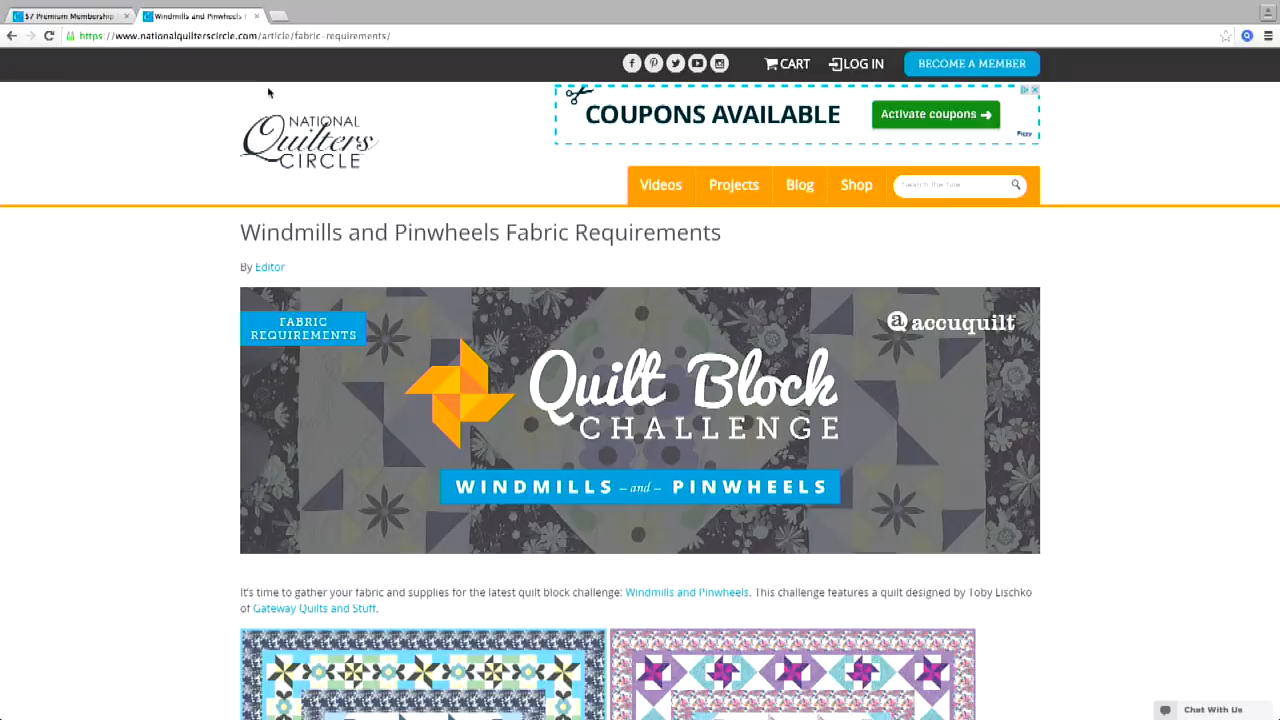 $7 Premium Membership
Windmills and Pinwheels
https://www.nationalquilterscircle.com/article/fabric-requirements/
CART
LOG IN
BECOME A MEMBER
NATIONAL
Quilters
CIRCLE
COUPONS AVAILABLE
Activate coupons
Videos
Projects
Blog
Shop
Search the Site
Windmills and Pinwheels Fabric Requirements
By Editor
FABRIC
REQUIREMENTS
accuquilt
Quilt Block
CHALLENGE
WINDMILLS – and – PINWHEELS
It's time to gather your fabric and supplies for the latest quilt block challenge: Windmills and Pinwheels. This challenge features a quilt designed by Toby Lischko
of Gateway Quilts and Stuff.
Chat With Us